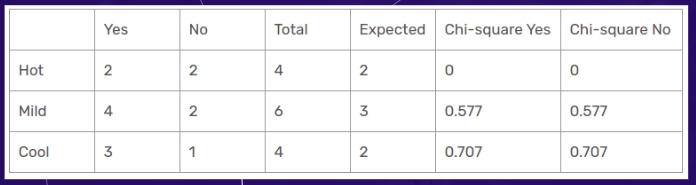 Yes No Total Expected Chi-square Yes Chi-square No
Hot 2 2 4 2 0 0
Mild 4 2 6 3 0.577 0.577
Cool 3 1 4 2 0.707 0.707